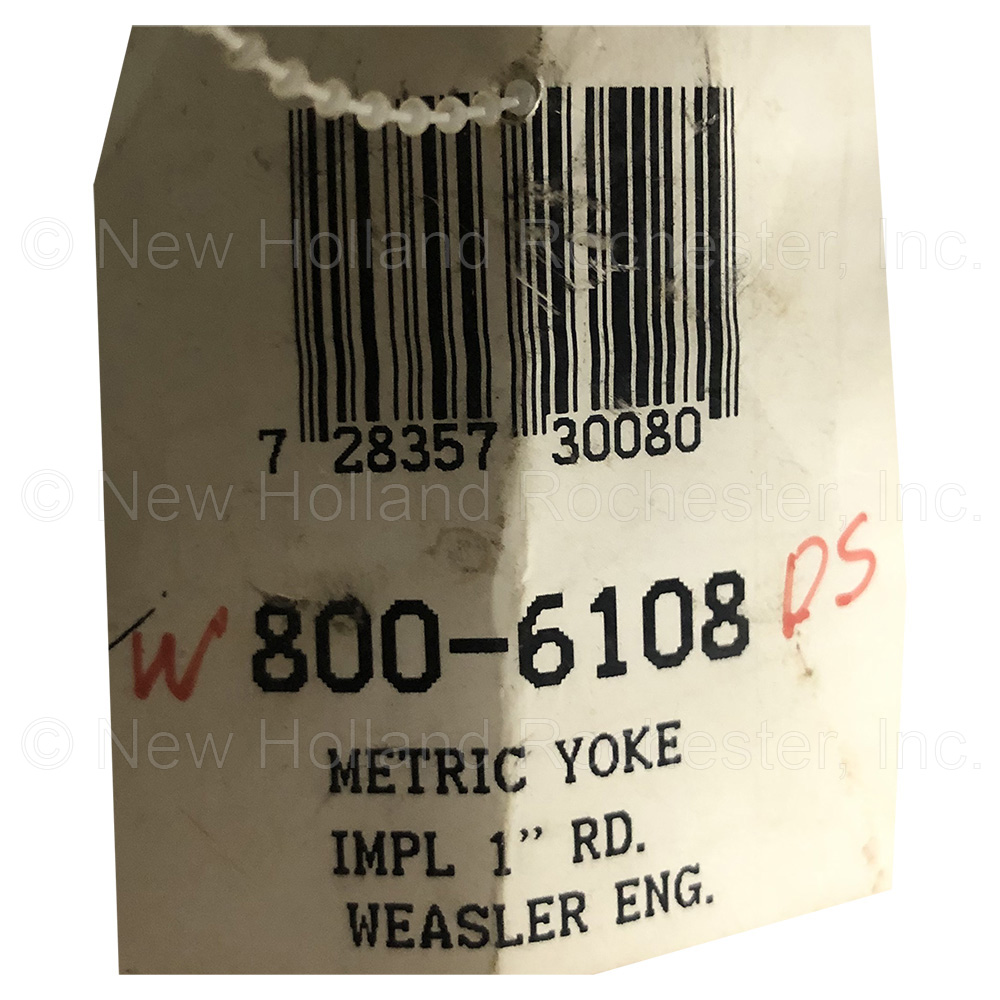 © New Holland Rochester, Inc.
7 28357 30080
© New Holland Rochester, Inc.
W 800-6108 DS
© New Holland Rochester, Inc.
METRIC YOKE
IMPL 1" RD.
WEASLER ENG.